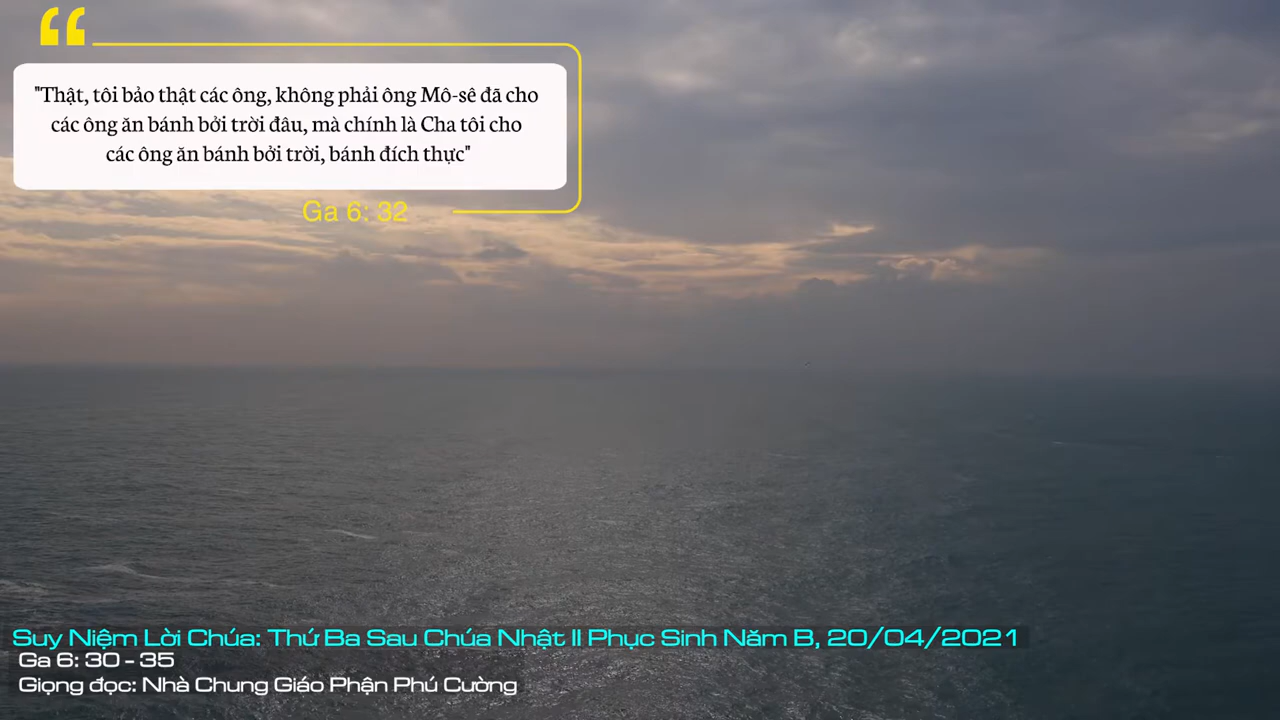 "Thật, tôi bảo thật các ông, không phải ông Mô-sê đã cho
các ông ăn bánh bởi trời đâu, mà chính là Cha tôi cho
các ông ăn bánh bởi trời, bánh đích thực"
Ga 6: 32
Suy Niệm Lời Chúa: Thứ Ba Sau Chúa Nhật II Phục Sinh Năm B, 20/04/2021
Ga 6: 30 - 35
Giọng đọc: Nhà Chung Giáo Phận Phú Cường